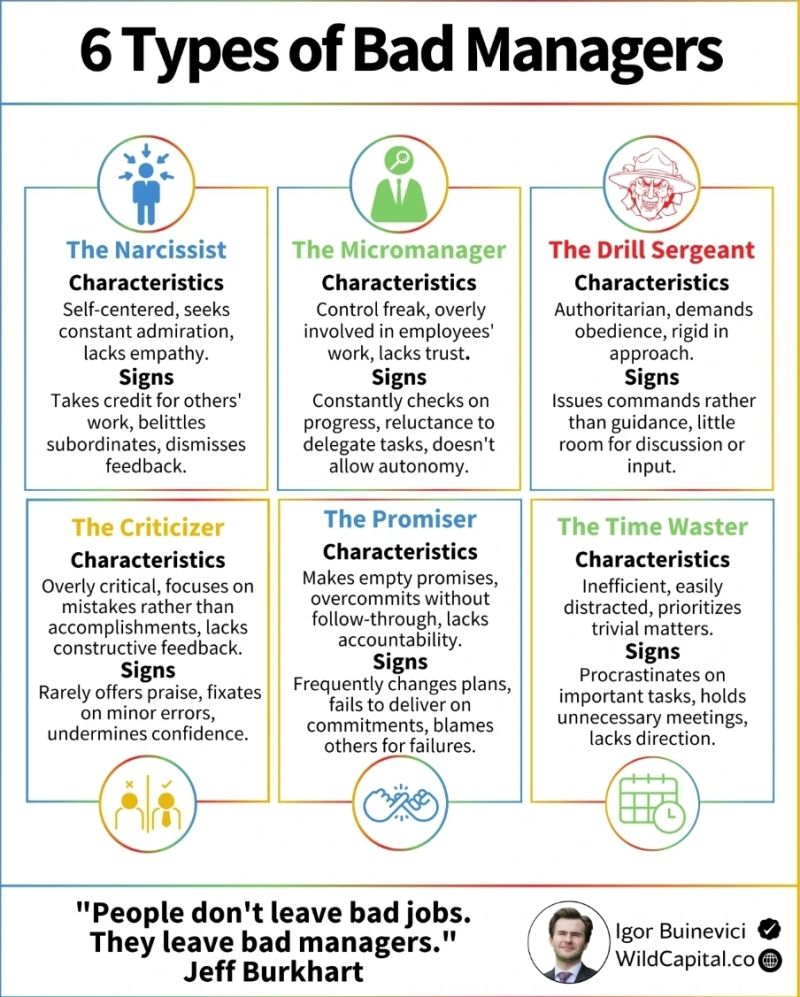 6 Types of Bad Managers
The Narcissist
Characteristics
Self-centered, seeks
constant admiration,
lacks empathy.
Signs
Takes credit for others'
work, belittles
subordinates, dismisses
feedback.
The Micromanager
Characteristics
Control freak, overly
involved in employees'
work, lacks trust.
Signs
Constantly checks on
progress, reluctance to
delegate tasks, doesn't
allow autonomy.
The Drill Sergeant
Characteristics
Authoritarian, demands
obedience, rigid in
approach.
Signs
Issues commands rather
than guidance, little
room for discussion or
input.
The Criticizer
Characteristics
Overly critical, focuses on
mistakes rather than
accomplishments, lacks
constructive feedback.
Signs
Rarely offers praise, fixates
on minor errors,
undermines confidence.
The Promiser
Characteristics
Makes empty promises,
overcommits without
follow-through, lacks
accountability.
Signs
Frequently changes plans,
fails to deliver on
commitments, blames
others for failures.
The Time Waster
Characteristics
Inefficient, easily
distracted, prioritizes
trivial matters.
Signs
Procrastinates on
important tasks, holds
unnecessary meetings,
lacks direction.
"People don't leave bad jobs.
They leave bad managers."
Jeff Burkhart
Igor Buinevici
WildCapital.co